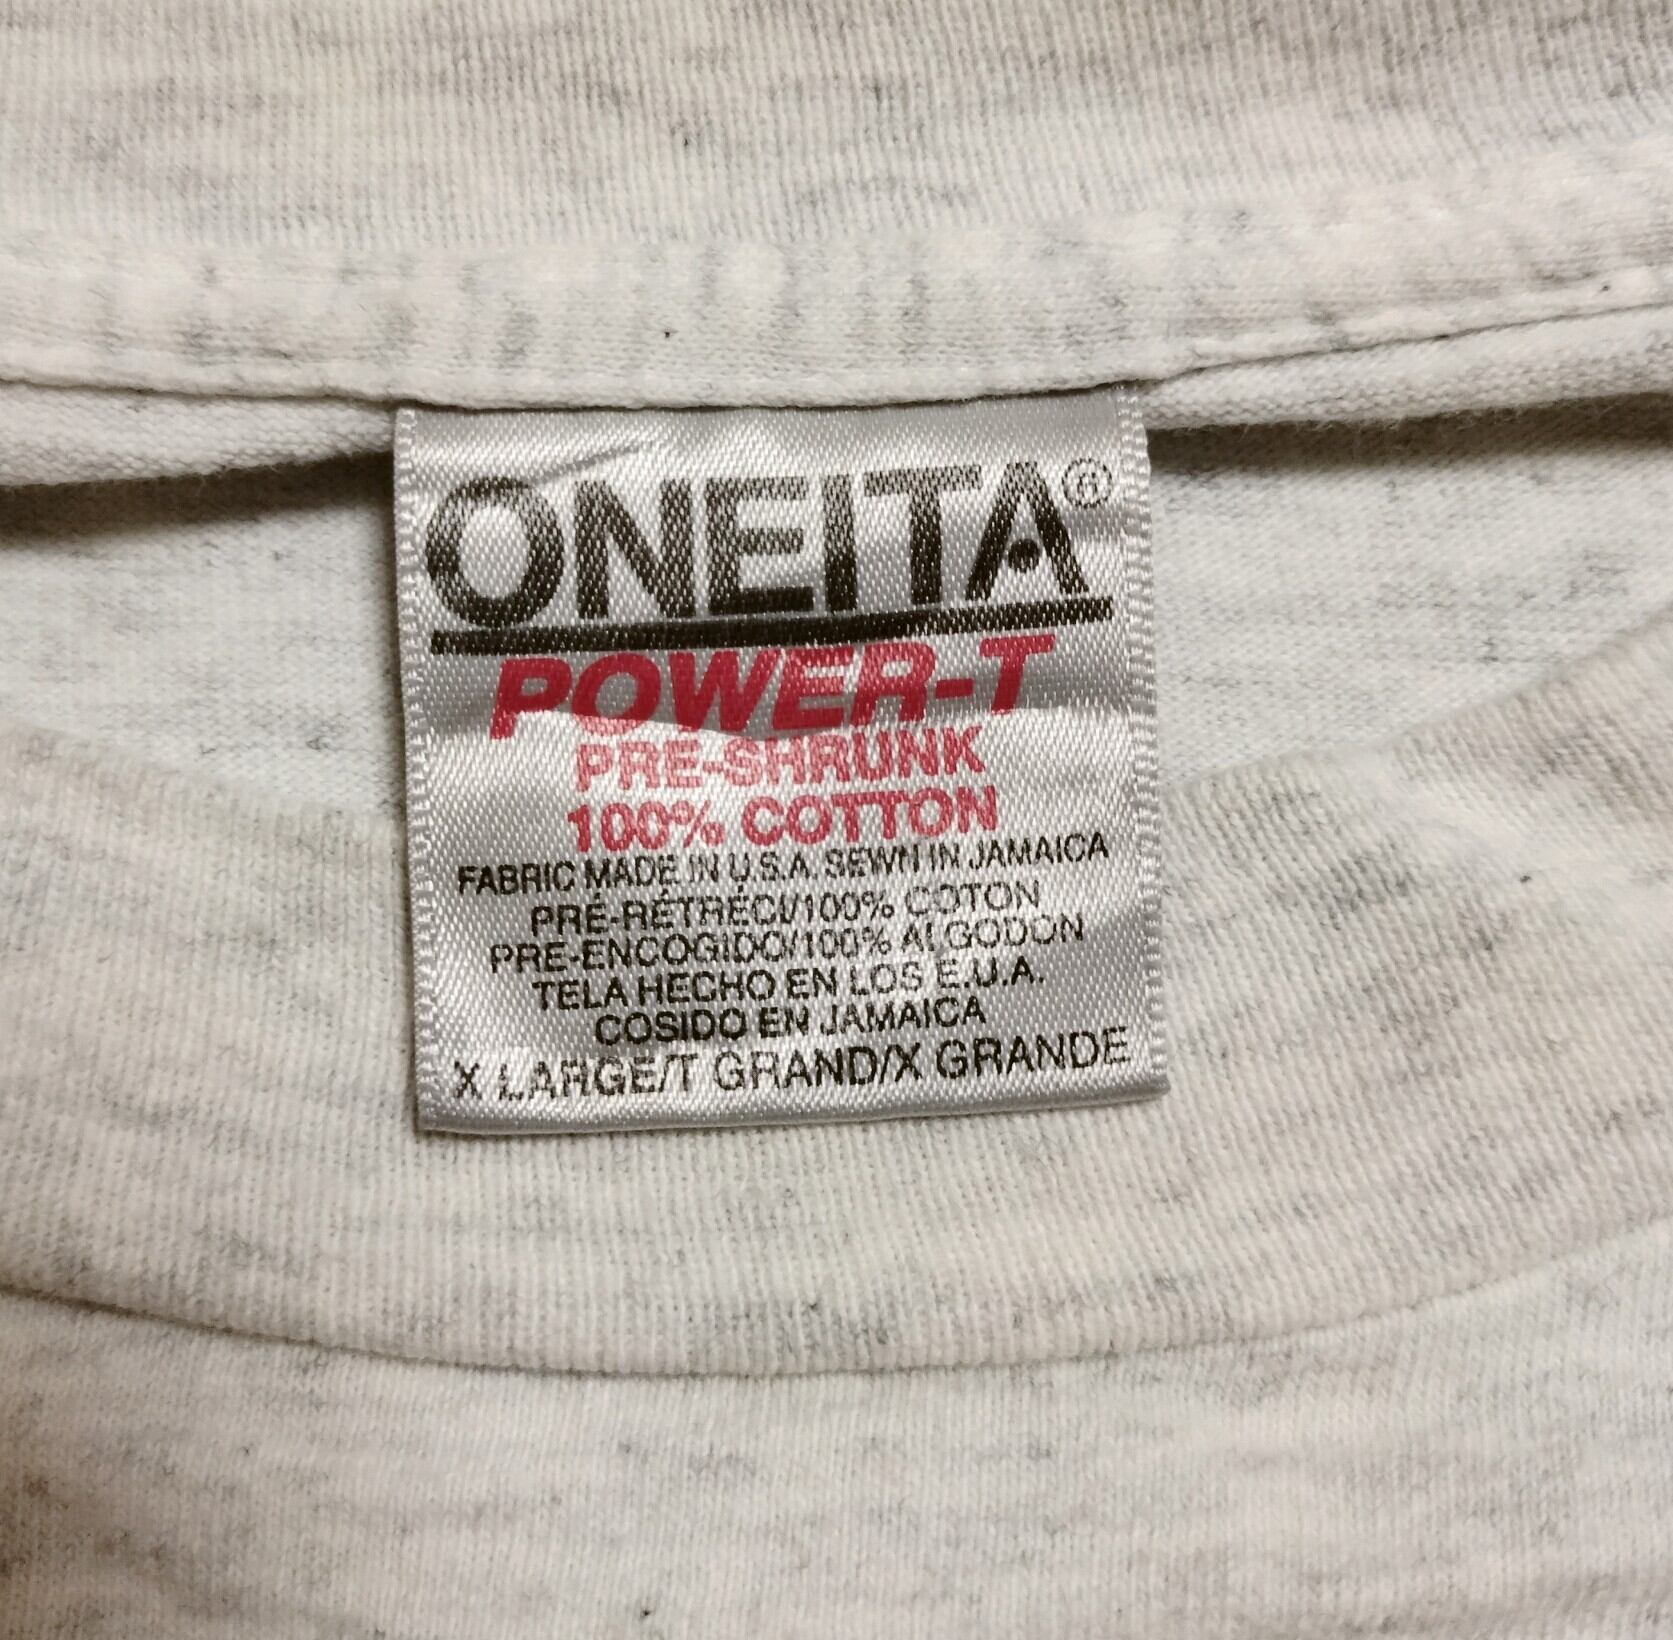 ONEITA®
POWER-T
PRE-SHRUNK
100% COTTON
FABRIC MADE IN U.S.A. SEWN IN JAMAICA
PRÉ-RÉTRÉCI/100% COTON
PRE-ENCOGIDO/100% ALGODON
TELA HECHO EN LOS E.U.A.
COSIDO EN JAMAICA
X LARGE/T GRAND/X GRANDE